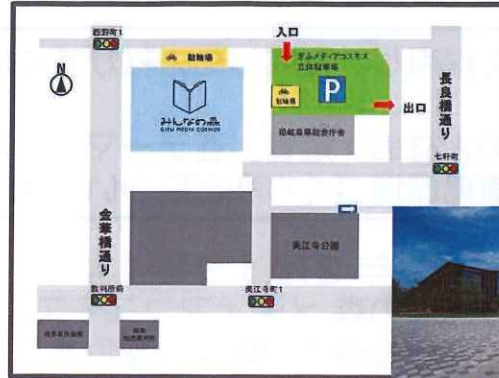 西野町1
入口
駐輪場
ぎふメディアコスモス
立体駐車場
N
P
駐輪場
出口
長良橋通り
みんなの森
GIFU MEDIA COSMOS
旧岐阜県総合庁舎
七軒町
金華橋通り
美江寺公園
裁判所前
美江寺町1